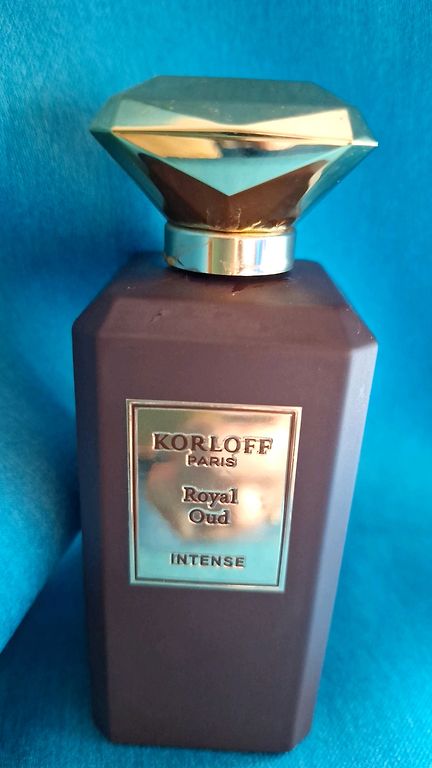 KORLOFF
PARIS
Royal
Oud
INTENSE